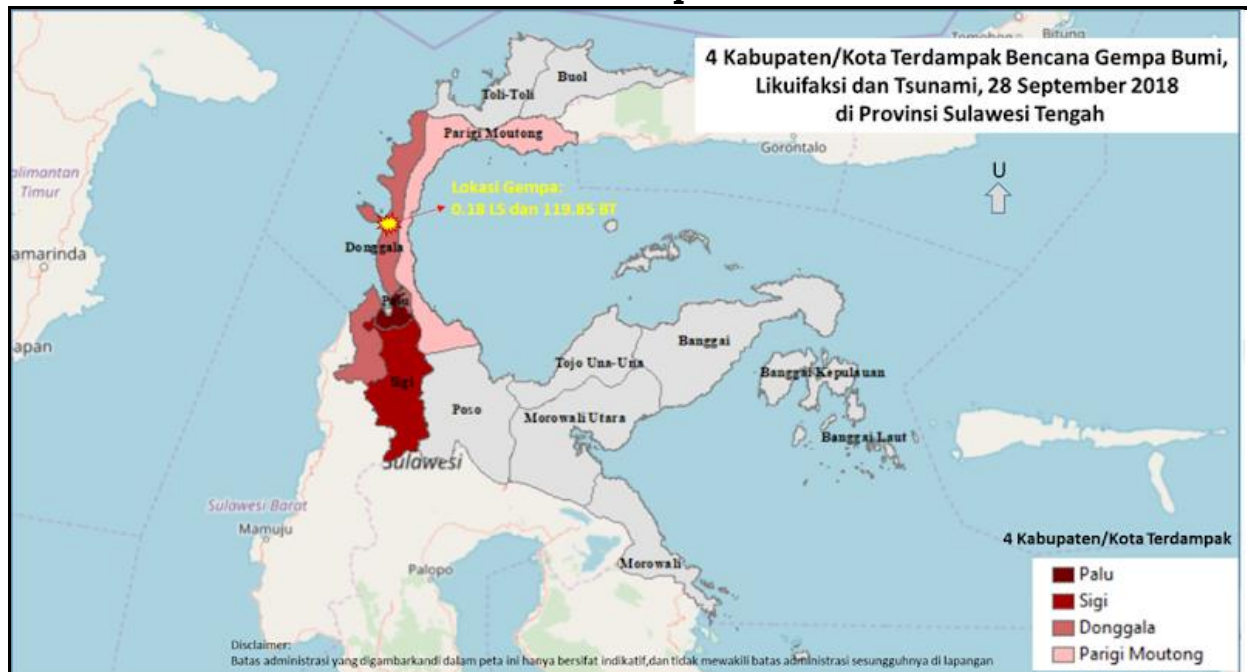 4 Kabupaten/Kota Terdampak Bencana Gempa Bumi,
Likuifaksi dan Tsunami, 28 September 2018
di Provinsi Sulawesi Tengah
Bitung
Buol
Toli-Toli
Parigi Moutong
Gorontalo
U
Timur
Lokasi Gempa:
0.18 LS dan 119.85 BT
Donggala
amarinda
Palu
apan
Banggai
Tojo Una-Una
Banggai Kepulauan
Sigi
Poso
Morowali Utara
Banggai Laut
Sulawesi
Sulawesi Barat
Mamuju
Palopo
Morowali
4 Kabupaten/Kota Terdampak
Palu
Sigi
Donggala
Parigi Moutong
Disclaimer:
Batas administrasi yang digambarkandi dalam peta ini hanya bersifat indikatif,dan tidak mewakili batas administrasi sesungguhnya di lapangan